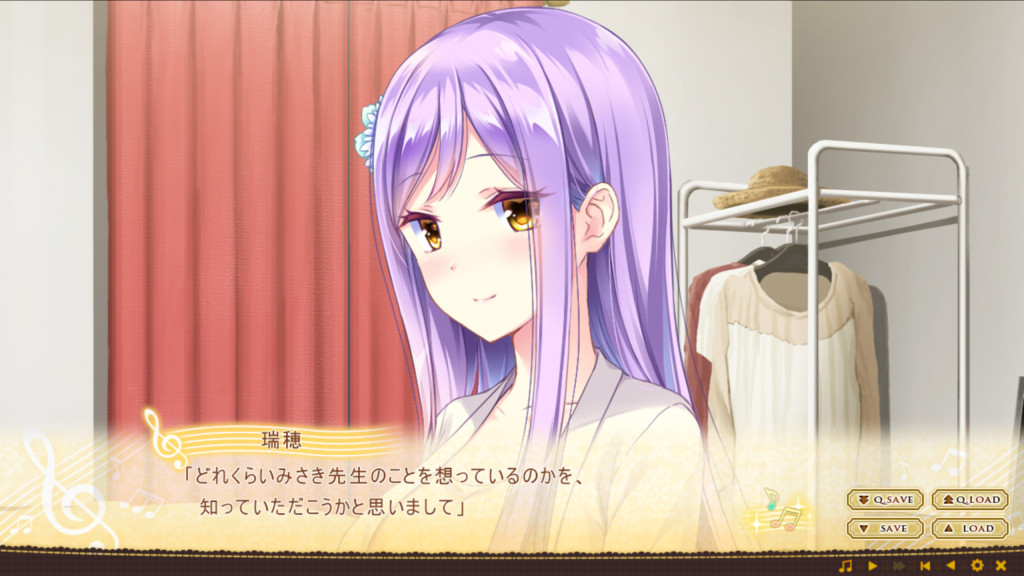 瑞穂
「どれくらいみさき先生のことを想っているのかを、
知っていただこうかと思いまして」
Q.SAVE
Q.LOAD
SAVE
LOAD